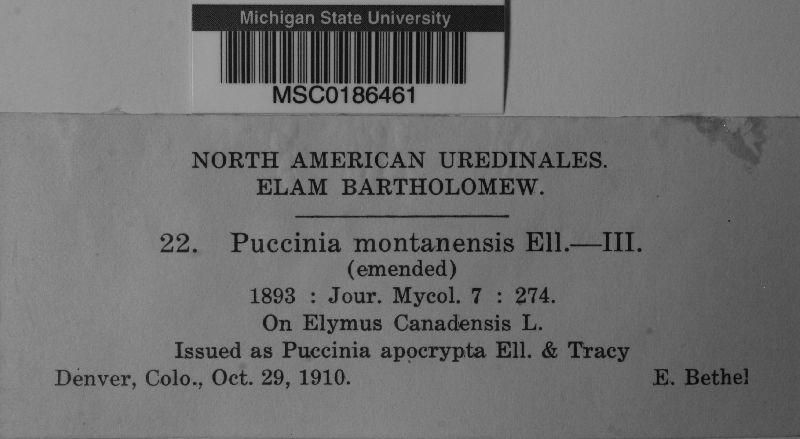 Michigan State University
MSC0186461
NORTH AMERICAN UREDINALES.
ELAM BARTHOLOMEW.
22. Puccinia montanensis Ell.—III.
(emended)
1893 : Jour. Mycol. 7 : 274.
On Elymus Canadensis L.
Issued as Puccinia apocrypta Ell. & Tracy
Denver, Colo., Oct. 29, 1910. E. Bethel